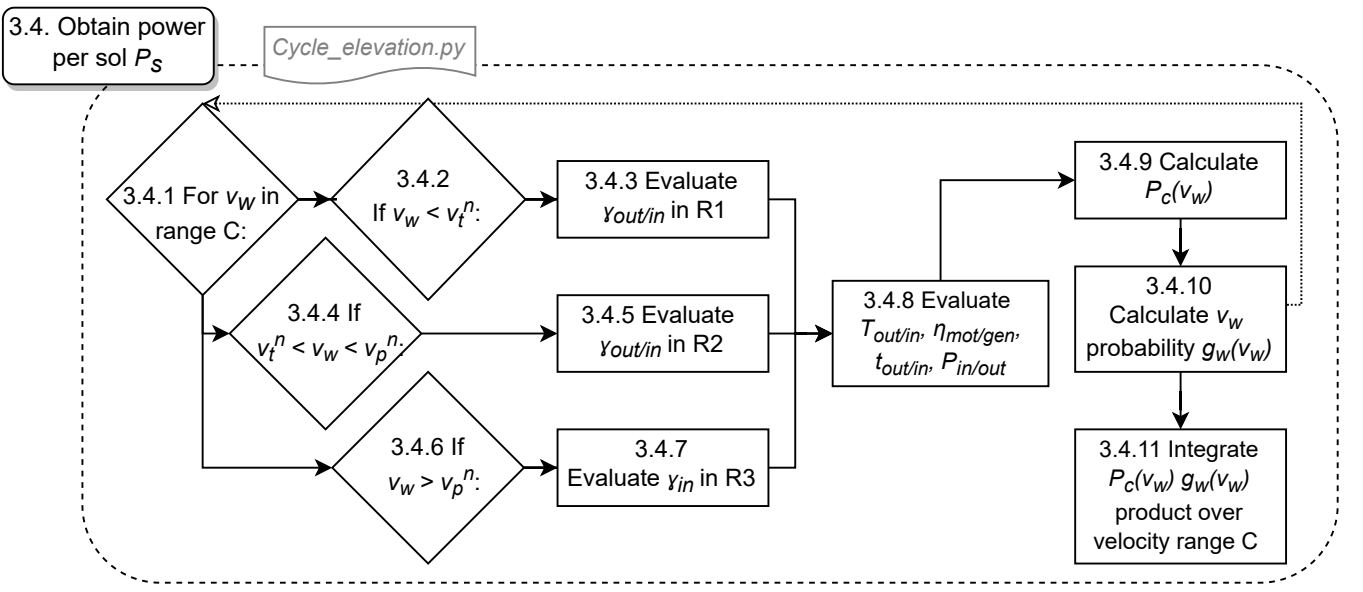 3.4. Obtain power
per sol P_S
Cycle_elevation.py
3.4.1 For v_w in
range C:
3.4.2
If v_w < v_t^n:
3.4.3 Evaluate
γ_out/in in R1
3.4.4 If
v_t^n < v_w < v_p^n:
3.4.5 Evaluate
γ_out/in in R2
3.4.6 If
v_w > v_p^n:
3.4.7
Evaluate γ_in in R3
3.4.8 Evaluate
T_out/in, η_mot/gen,
t_out/in, P_in/out
3.4.9 Calculate
P_c(v_w)
3.4.10
Calculate v_w
probability g_w(v_w)
3.4.11 Integrate
P_c(v_w) g_w(v_w)
product over
velocity range C